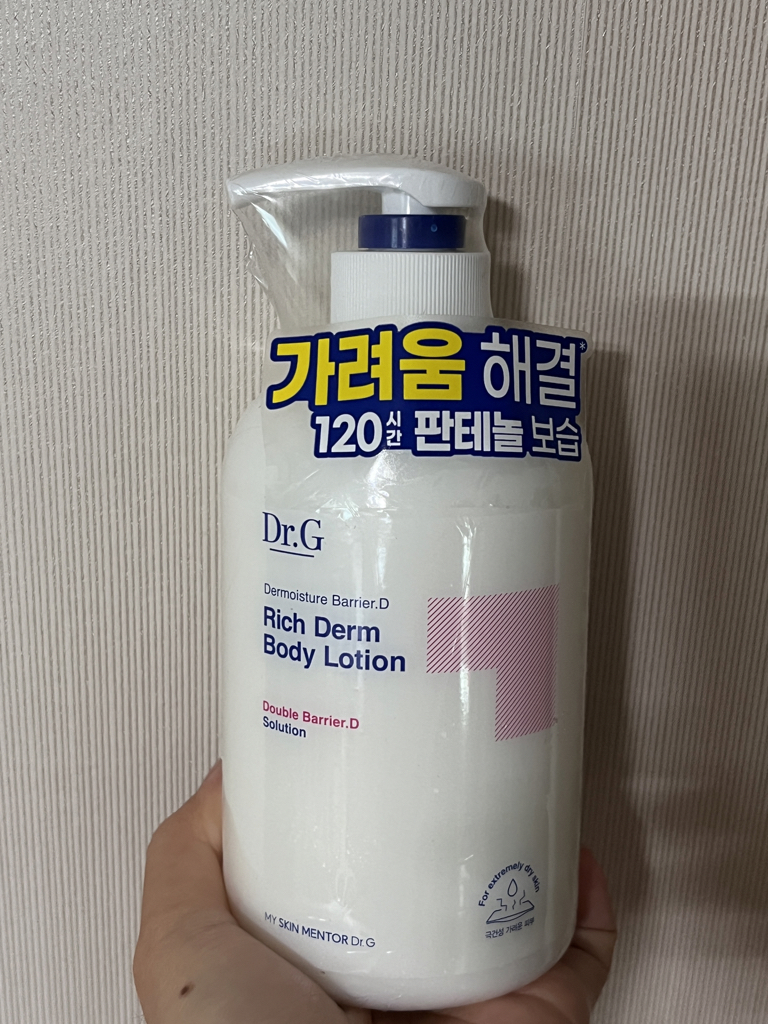 가려움 해결*
120시간 판테놀 보습
Dr.G
Dermoisture Barrier.D
Rich Derm
Body Lotion
Double Barrier.D
Solution
For extremely dry skin
극건성 가려운 피부
MY SKIN MENTOR Dr.G